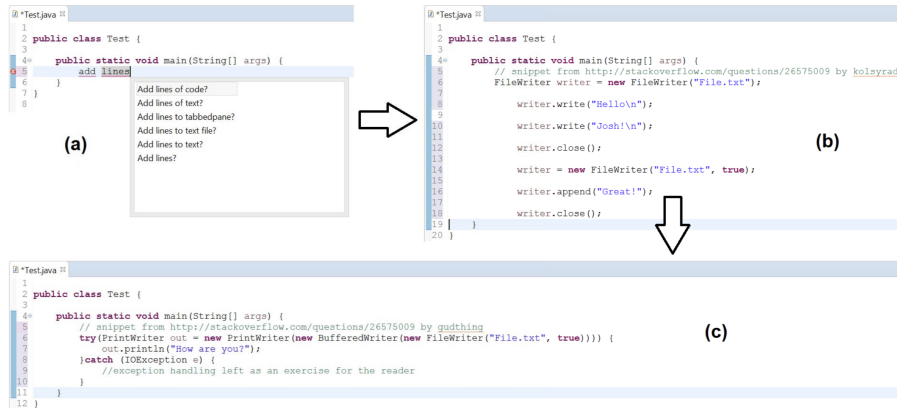 *Test.java
1
2 public class Test {
3
4 public static void main(String[] args) {
5 add lines
6 }
7 }
8
Add lines of code?
Add lines of text?
Add lines to tabbedpane?
Add lines to text file?
Add lines to text?
Add lines?
(a)
*Test.java
1
2 public class Test {
3
4 public static void main(String[] args) {
5 // snippet from http://stackoverflow.com/questions/26575009 by kolsyrad
6 FileWriter writer = new FileWriter("File.txt");
7
8 writer.write("Hello\n");
9
10 writer.write("Josh!\n");
11
12 writer.close();
13
14 writer = new FileWriter("File.txt", true);
15
16 writer.append("Great!");
17
18 writer.close();
19 }
20 }
(b)
*Test.java
1
2 public class Test {
3
4 public static void main(String[] args) {
5 // snippet from http://stackoverflow.com/questions/26575009 by gudthing
6 try(PrintWriter out = new PrintWriter(new BufferedWriter(new FileWriter("File.txt", true)))) {
7 out.println("How are you?");
8 }catch (IOException e) {
9 //exception handling left as an exercise for the reader
10 }
11 }
12 }
(c)